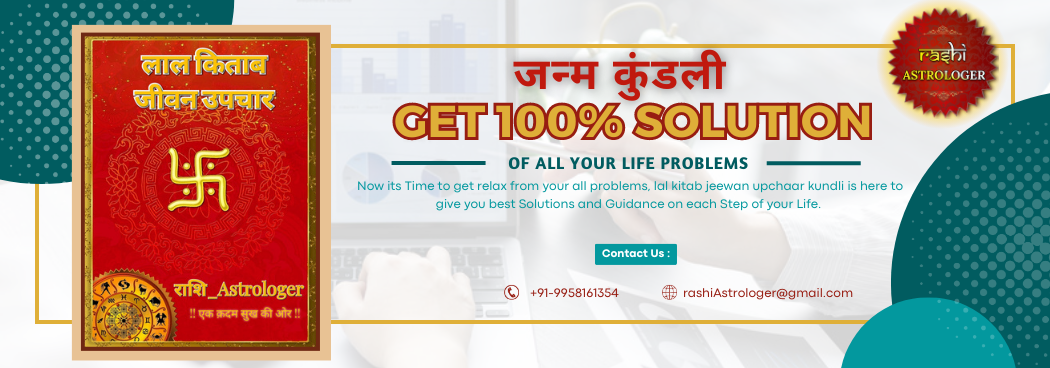 लाल किताब
जीवन उपचार
राशि_Astrologer
!! एक क़दम सुख की ओर !!
जन्म कुंडली
GET 100% SOLUTION
OF ALL YOUR LIFE PROBLEMS
Now its Time to get relax from your all problems, lal kitab jeewan upchaar kundli is here to
give you best Solutions and Guidance on each Step of your Life.
Contact Us :
+91-9958161354
rashiAstrologer@gmail.com
rashi
ASTROLOGER